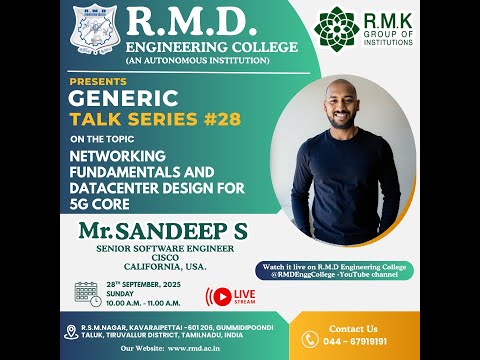 R.M.D.
ENGINEERING COLLEGE
(AN AUTONOMOUS INSTITUTION)
R.M.K
GROUP OF
INSTITUTIONS
PRESENTS
GENERIC
TALK SERIES #28
ON THE TOPIC
NETWORKING
FUNDAMENTALS AND
DATACENTER DESIGN FOR
5G CORE
Mr.SANDEEP S
SENIOR SOFTWARE ENGINEER
CISCO
CALIFORNIA, USA.
28TH SEPTEMBER, 2025
SUNDAY
10.00 A.M. - 11.00 A.M.
LIVE
STREAM
Watch it live on R.M.D Engineering College
@RMDEnggCollege -YouTube channel
R.S.M.NAGAR, KAVARAIPETTAI -601 206, GUMMIDIPOONDI
TALUK, TIRUVALLUR DISTRICT, TAMILNADU, INDIA
Our Website: www.rmd.ac.in
Contact Us
044 - 67919191